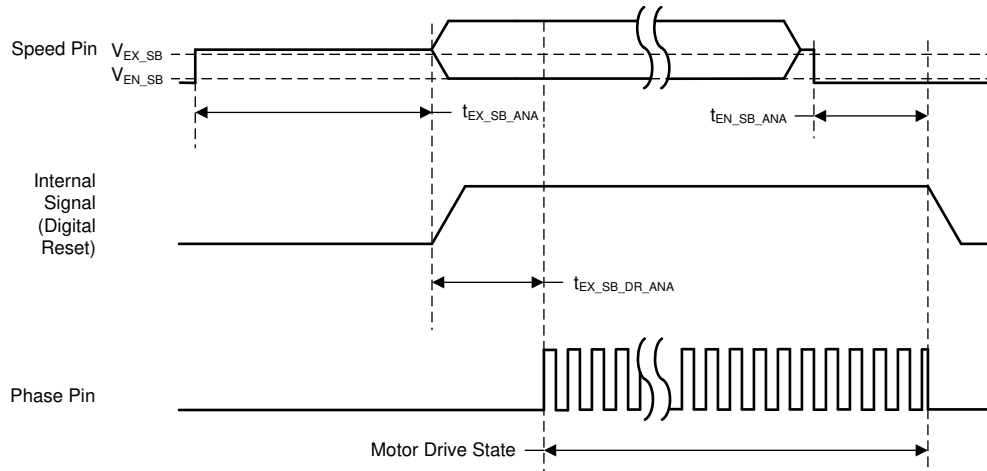 Speed Pin
V_EX_SB
V_EN_SB
t_EX_SB_ANA
t_EN_SB_ANA
Internal
Signal
(Digital
Reset)
t_EX_SB_DR_ANA
Phase Pin
Motor Drive State